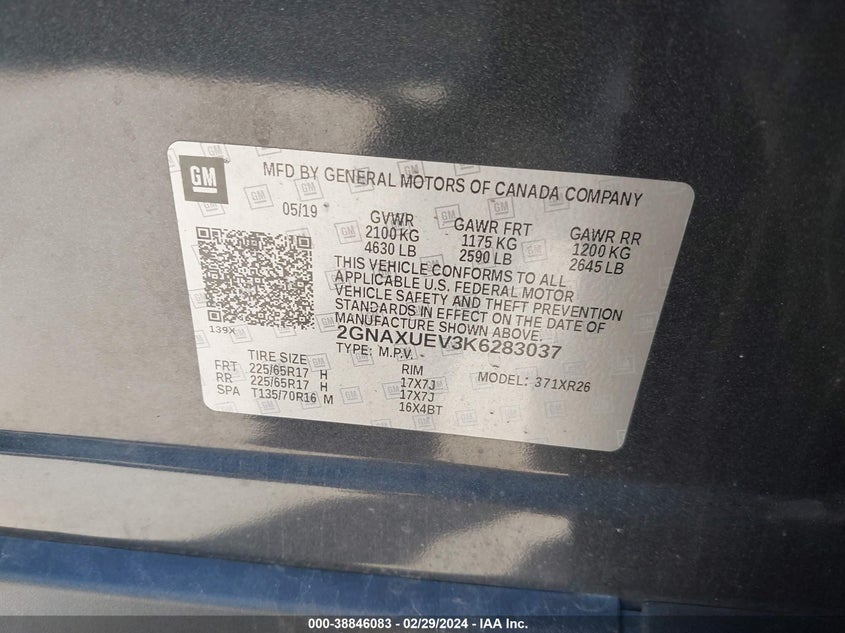 GM
MFD BY GENERAL MOTORS OF CANADA COMPANY
05/19
GVWR GAWR FRT GAWR RR
2100 KG 1175 KG 1200 KG
4630 LB 2590 LB 2645 LB
THIS VEHICLE CONFORMS TO ALL
APPLICABLE U.S. FEDERAL MOTOR
VEHICLE SAFETY AND THEFT PREVENTION
STANDARDS IN EFFECT ON THE DATE OF
MANUFACTURE SHOWN ABOVE.
139X
2GNAXUEV3K6283037
TYPE: M.P.V. MODEL: 371XR26
TIRE SIZE RIM
FRT 225/65R17 H 17X7J
RR 225/65R17 H 17X7J
SPA T135/70R16 M 16X4BT
000-38846083 - 02/29/2024 - IAA Inc.